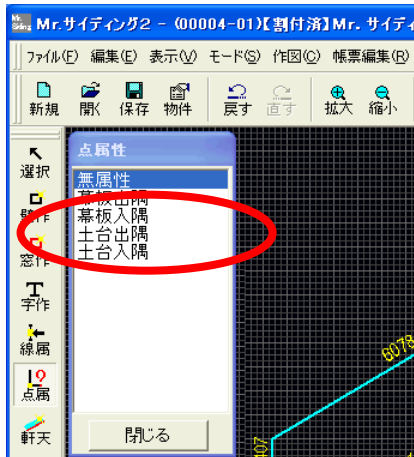 Mr.サイディング2 - (00004-01)【割付済】Mr. サイディ
ファイル(F) 編集(E) 表示(V) モード(S) 作図(C) 帳票編集(R)
新規 開く 保存 物件 戻す 直す 拡大 縮小
選択
点属性
無属性
幕板出隅
幕板入隅
土台出隅
土台入隅
窓作
字作
線属
点属
軒天
閉じる
6078
407